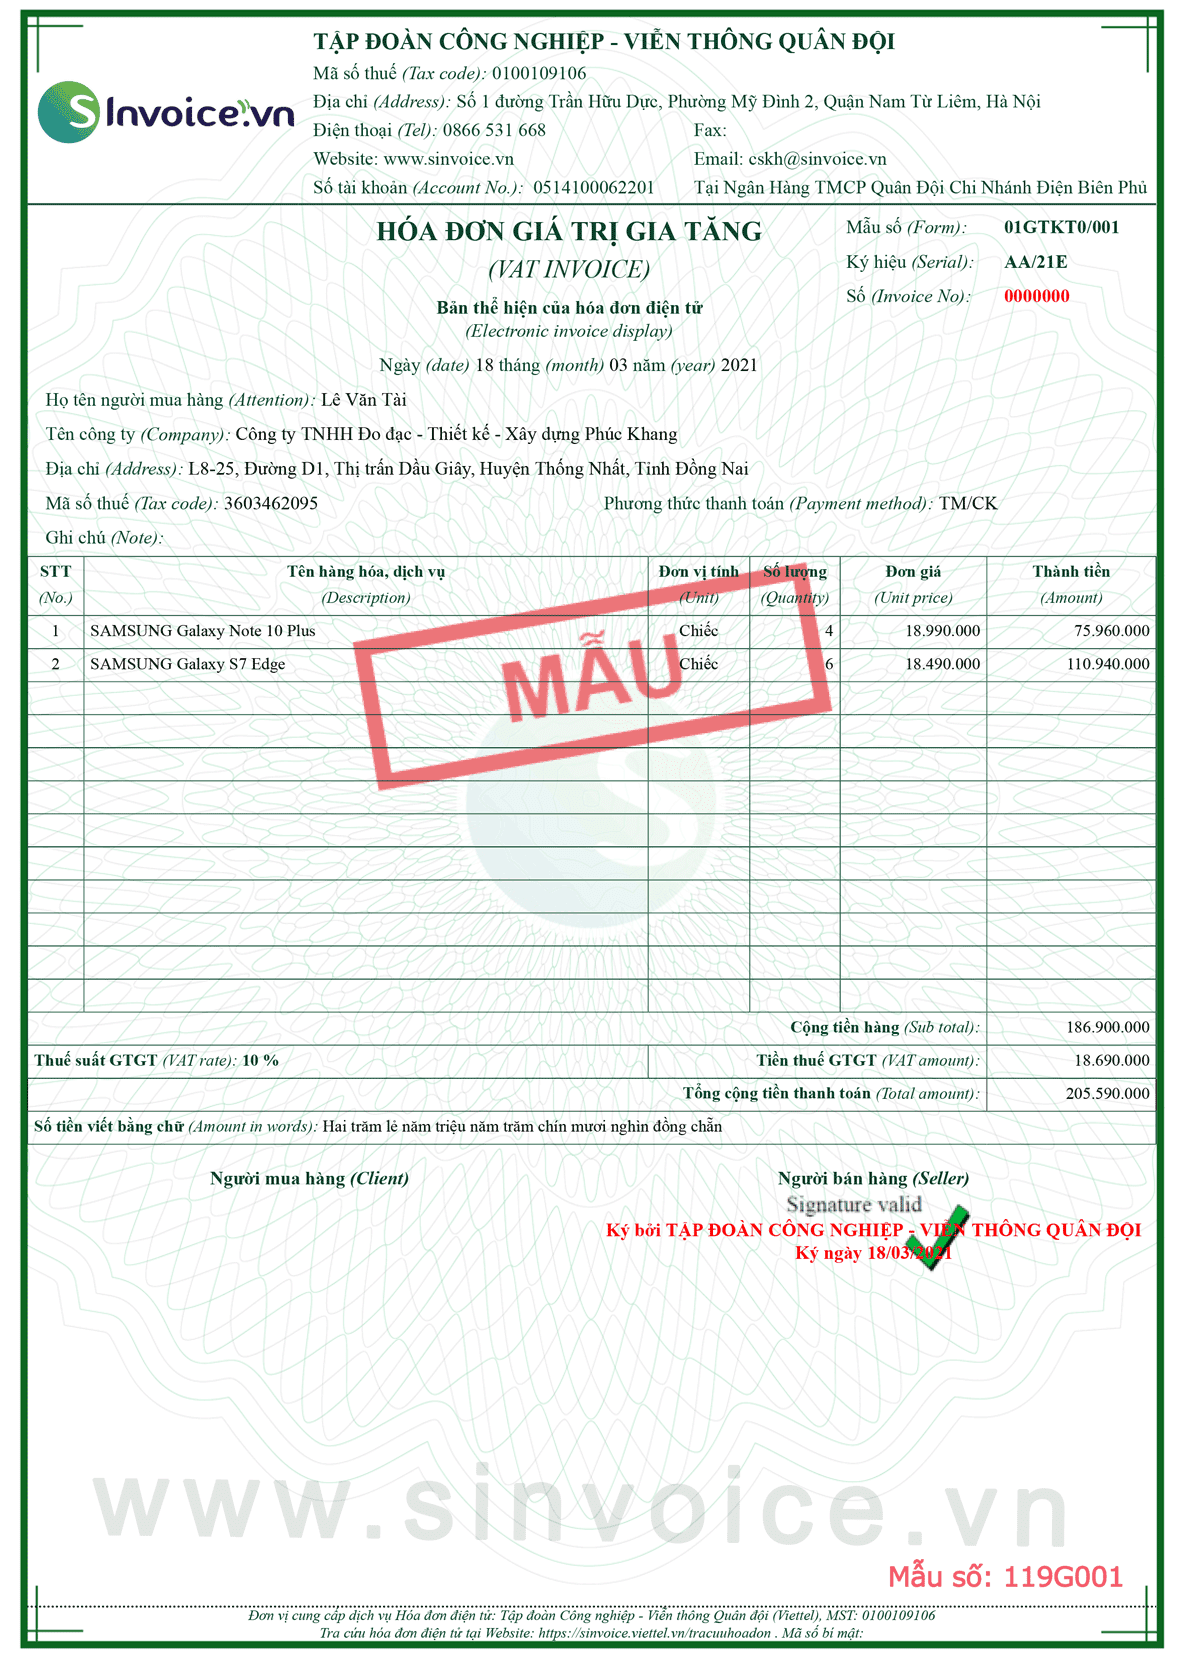 TẬP ĐOÀN CÔNG NGHIỆP - VIỄN THÔNG QUÂN ĐỘI
Mã số thuế (Tax code): 0100109106
SInvoice.vn
Địa chỉ (Address): Số 1 đường Trần Hữu Dực, Phường Mỹ Đình 2, Quận Nam Từ Liêm, Hà Nội
Điện thoại (Tel): 0866 531 668 Fax:
Website: www.sinvoice.vn Email: cskh@sinvoice.vn
Số tài khoản (Account No.): 0514100062201 Tại Ngân Hàng TMCP Quân Đội Chi Nhánh Điện Biên Phủ
HÓA ĐƠN GIÁ TRỊ GIA TĂNG
(VAT INVOICE)
Bản thể hiện của hóa đơn điện tử
(Electronic invoice display)
Ngày (date) 18 tháng (month) 03 năm (year) 2021
Mẫu số (Form): 01GTKT0/001
Ký hiệu (Serial): AA/21E
Số (Invoice No): 0000000
Họ tên người mua hàng (Attention): Lê Văn Tài
Tên công ty (Company): Công ty TNHH Đo đạc - Thiết kế - Xây dựng Phúc Khang
Địa chỉ (Address): L8-25, Đường D1, Thị trấn Dầu Giây, Huyện Thống Nhất, Tỉnh Đồng Nai
Mã số thuế (Tax code): 3603462095 Phương thức thanh toán (Payment method): TM/CK
Ghi chú (Note):
STT Tên hàng hóa, dịch vụ Đơn vị tính Số lượng Đơn giá Thành tiền
(No.) (Description) (Unit) (Quantity) (Unit price) (Amount)
1 SAMSUNG Galaxy Note 10 Plus Chiếc 4 18.990.000 75.960.000
2 SAMSUNG Galaxy S7 Edge Chiếc 6 18.490.000 110.940.000
MẪU
Cộng tiền hàng (Sub total): 186.900.000
Thuế suất GTGT (VAT rate): 10 % Tiền thuế GTGT (VAT amount): 18.690.000
Tổng cộng tiền thanh toán (Total amount): 205.590.000
Số tiền viết bằng chữ (Amount in words): Hai trăm lẻ năm triệu năm trăm chín mươi nghìn đồng chẵn
Người mua hàng (Client) Người bán hàng (Seller)
Signature valid
Ký bởi TẬP ĐOÀN CÔNG NGHIỆP - VIỄN THÔNG QUÂN ĐỘI
Ký ngày 18/03/2021
www.sinvoice.vn
Mẫu số: 119G001
Đơn vị cung cấp dịch vụ Hóa đơn điện tử: Tập đoàn Công nghiệp - Viễn thông Quân đội (Viettel), MST: 0100109106
Tra cứu hóa đơn điện tử tại Website: https://sinvoice.viettel.vn/tracuuhoadon . Mã số bí mật: